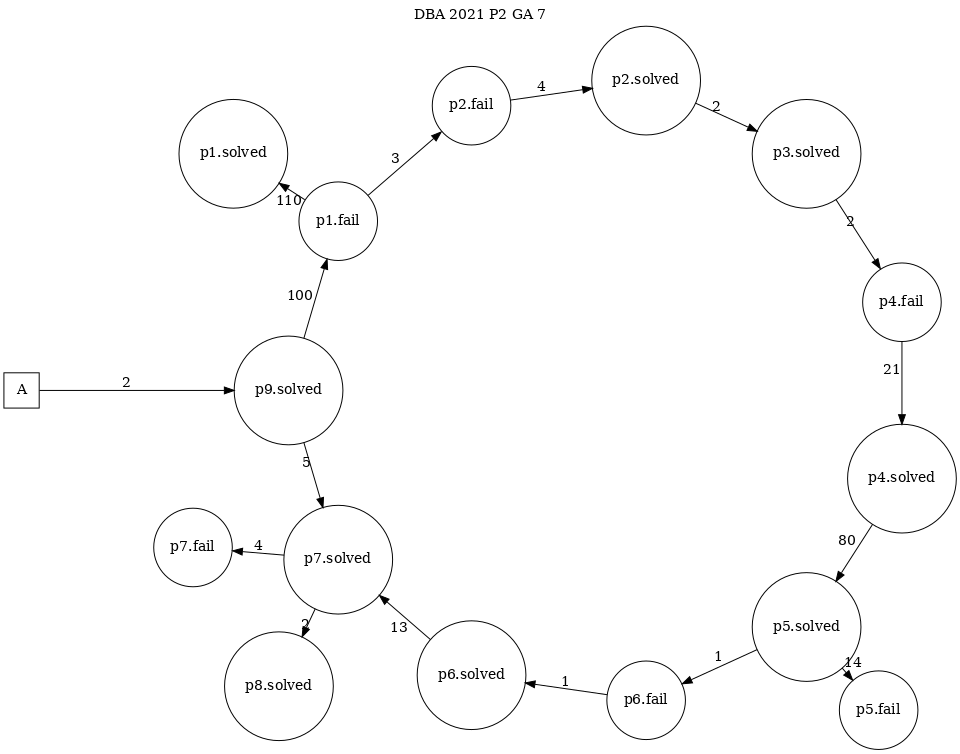 DBA 2021 P2 GA 7
p2.solved
4
p2.fail
2
p1.solved
p3.solved
3
110
p1.fail
2
100
p4.fail
21
A
2
p9.solved
5
p4.solved
80
p7.fail
4
p7.solved
2
13
p5.solved
1
14
p8.solved
p6.solved
1
p6.fail
p5.fail